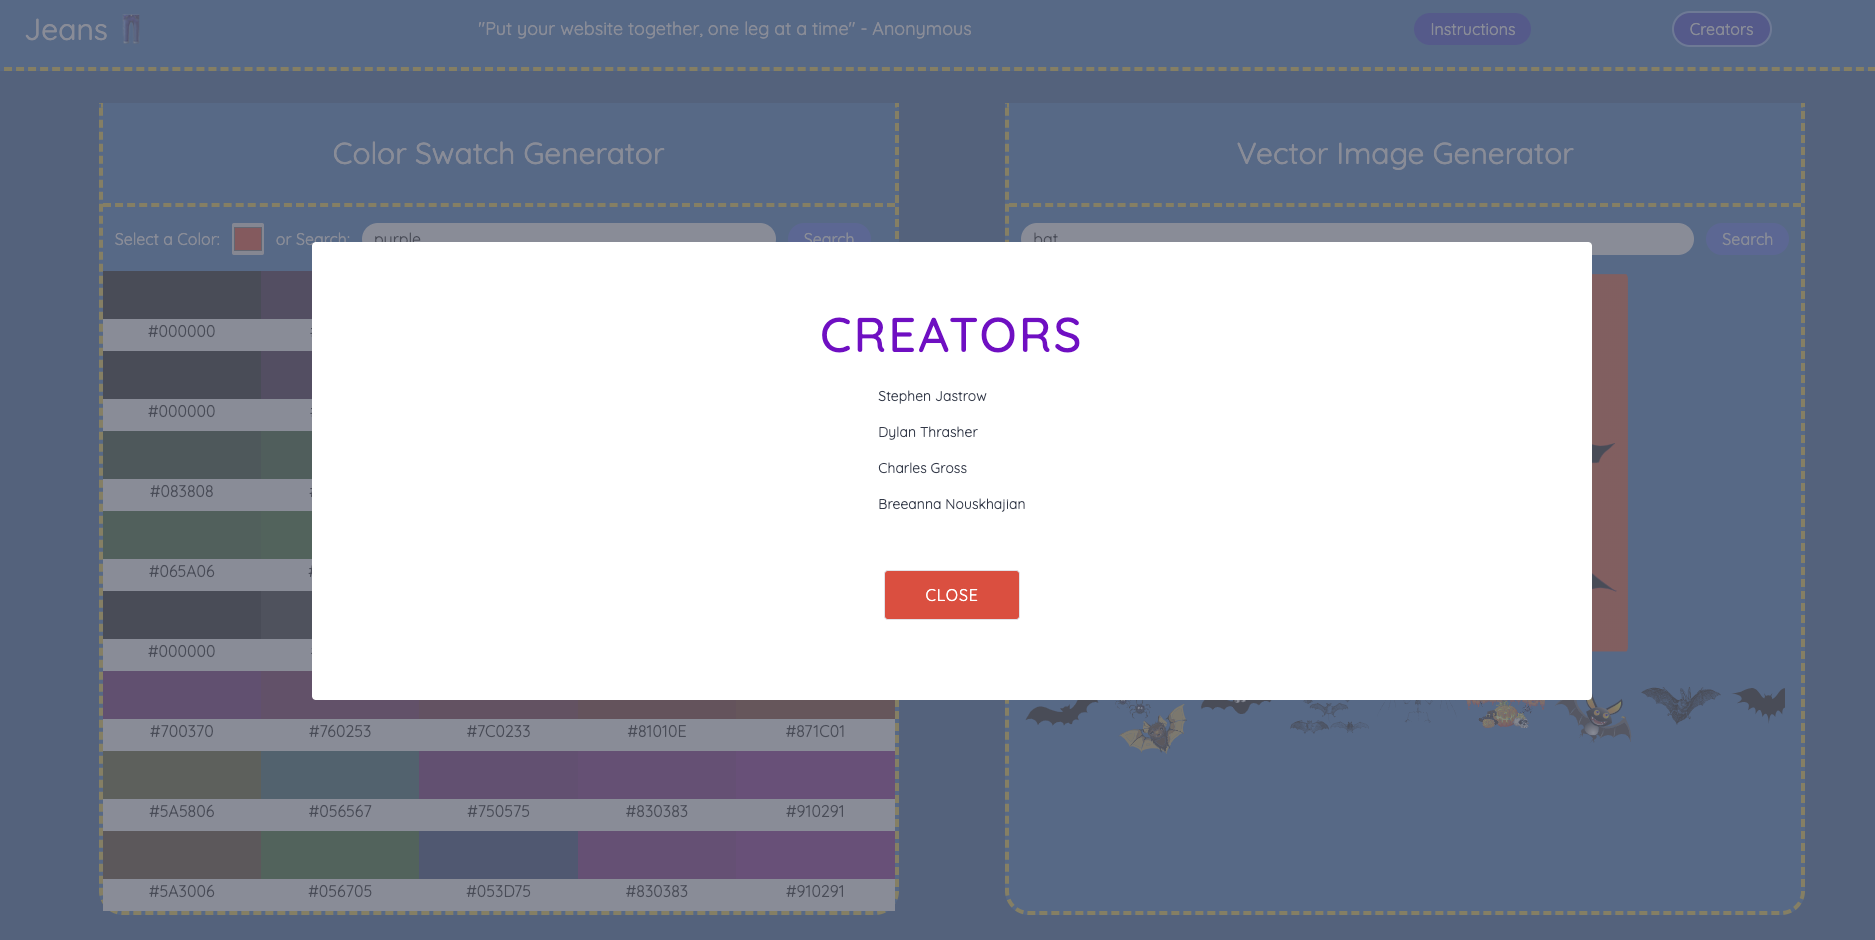 Jeans
"Put your website together, one leg at a time" - Anonymous
Instructions
Creators
Color Swatch Generator
Vector Image Generator
Select a Color:
or Search:
purple
Search
bat
Search
CREATORS
Stephen Jastrow
Dylan Thrasher
Charles Gross
Breeanna Nouskhajian
CLOSE
#000000
#000000
#083808
#065A06
#000000
#700370 #760253 #7C0233 #81010E #871C01
#5A5806 #056567 #750575 #830383 #910291
#5A3006 #056705 #053D75 #830383 #910291